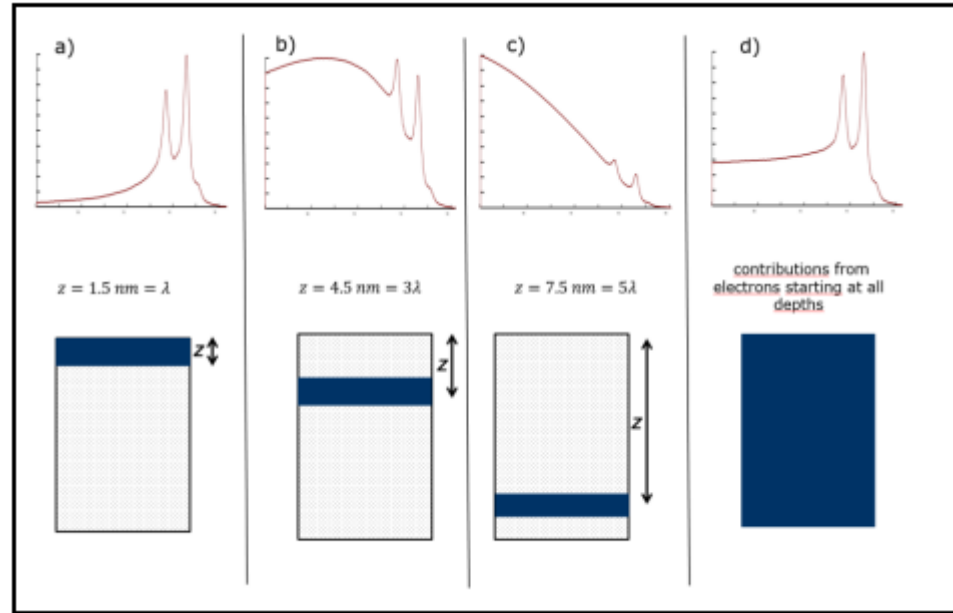 a)
b)
c)
d)
z = 1.5 nm = λ
z = 4.5 nm = 3λ
z = 7.5 nm = 5λ
contributions from
electrons starting at all
depths
z
z
z